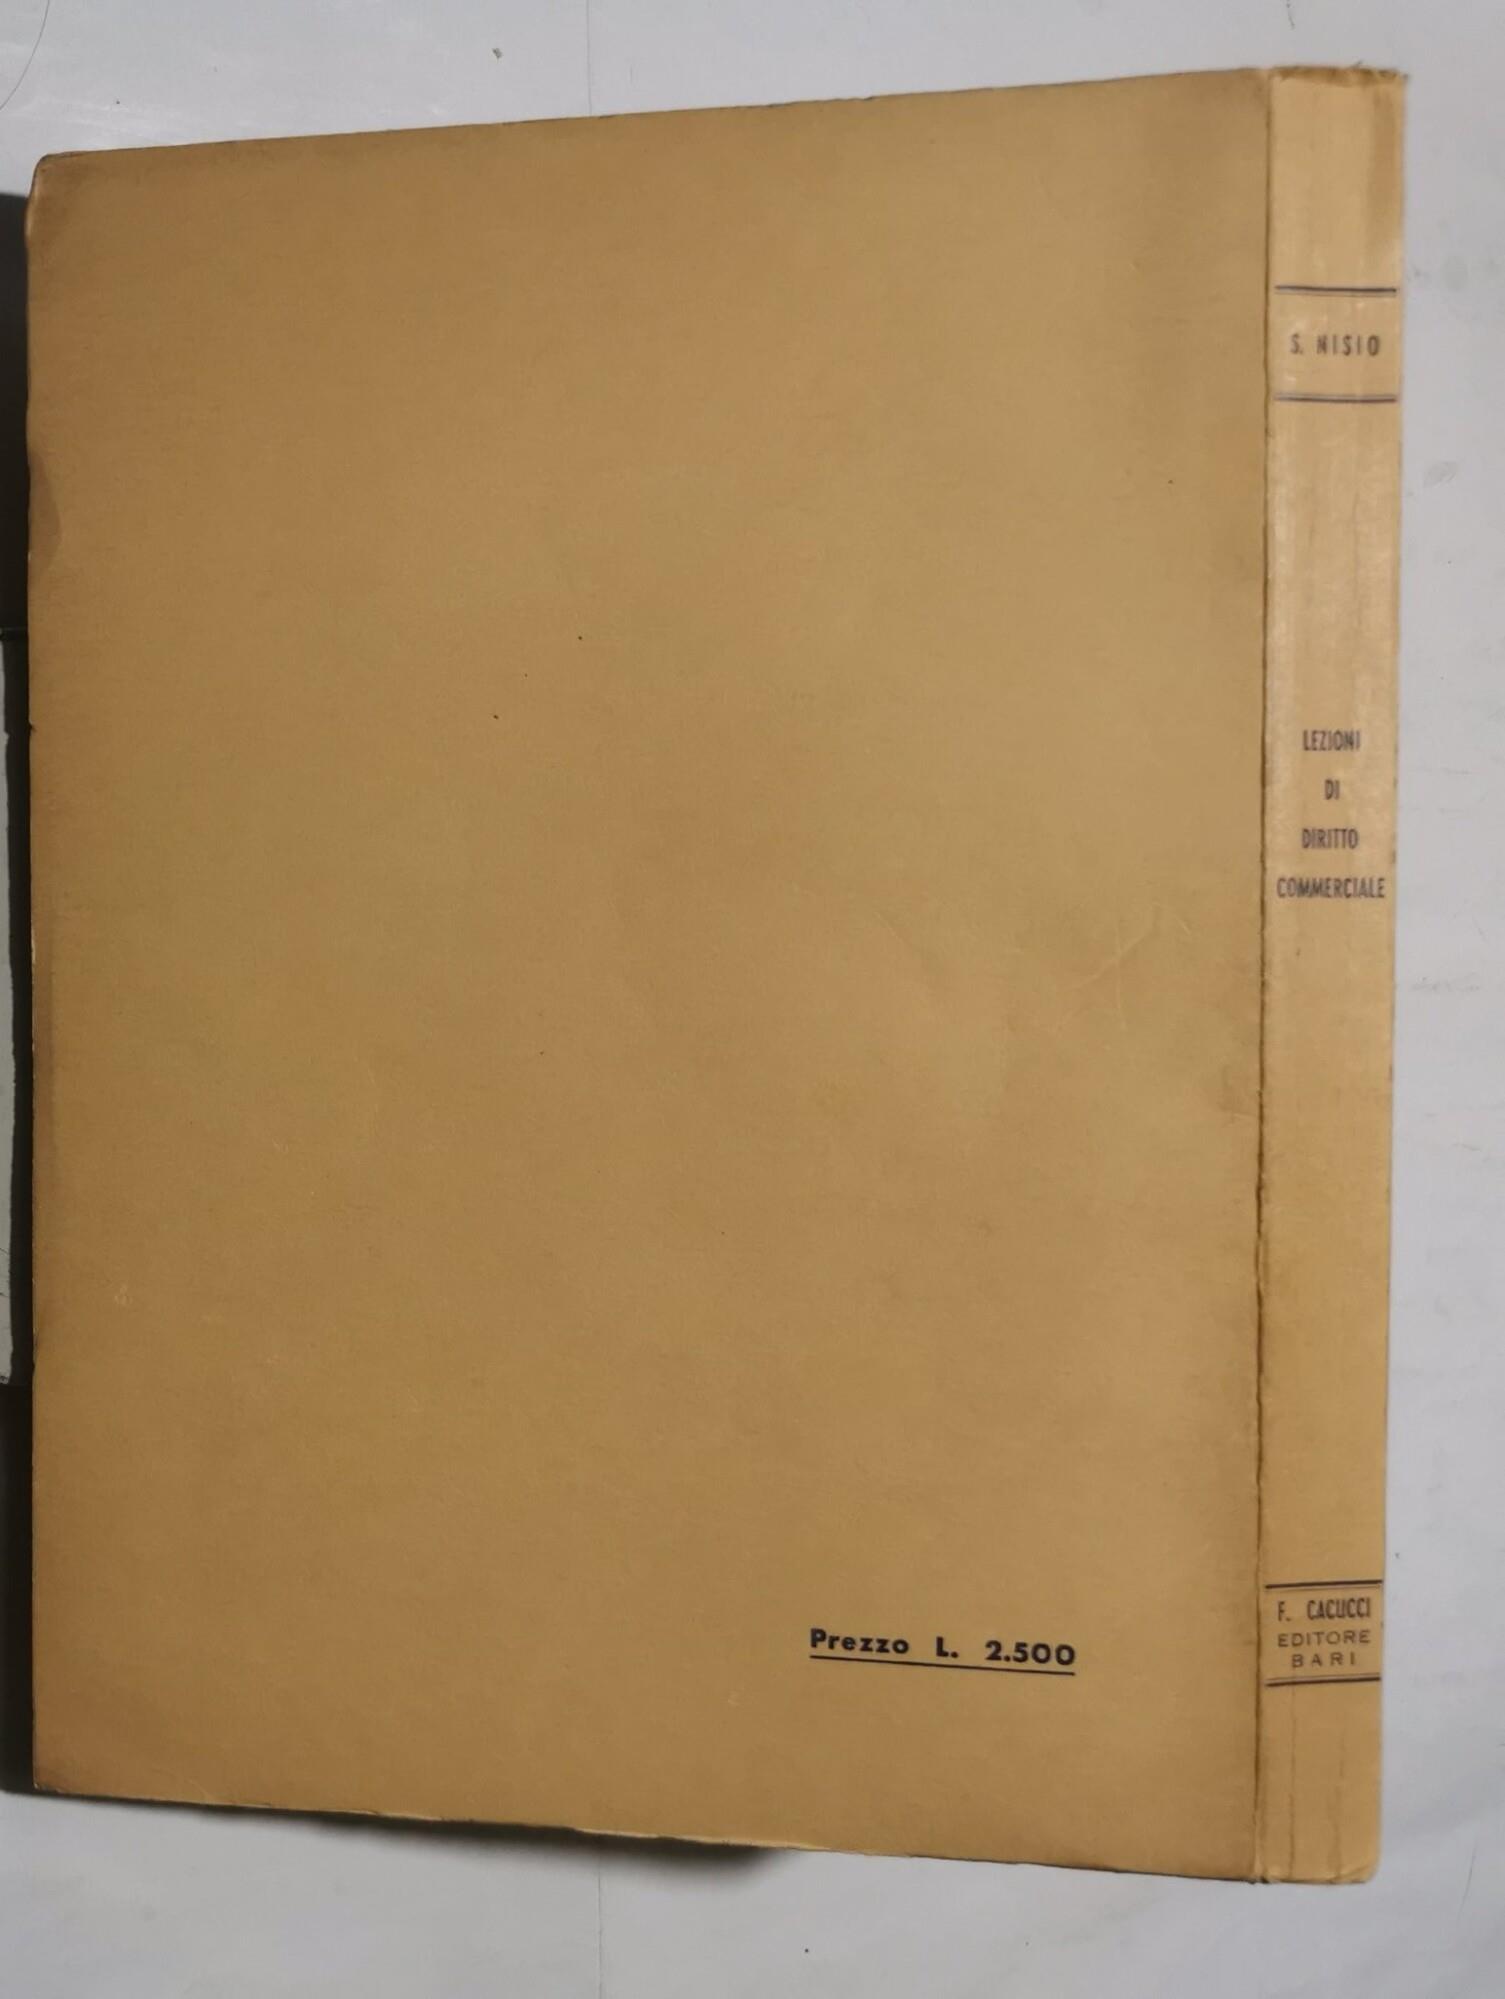 S. NISIO
LEZIONI
DI
DIRITTO
COMMERCIALE
F. CACUCCI
EDITORE
BARI
Prezzo L. 2.500